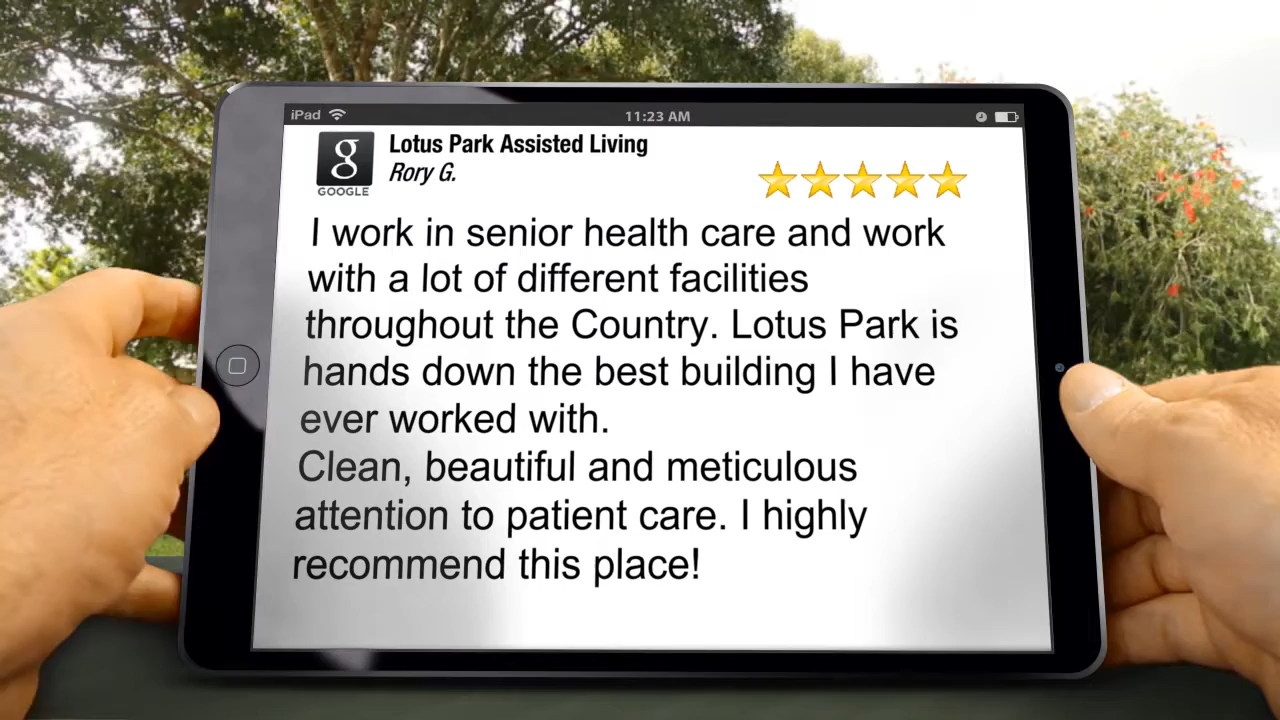 iPad 11:23 AM
g
GOOGLE
Lotus Park Assisted Living
Rory G.
I work in senior health care and work
with a lot of different facilities
throughout the Country. Lotus Park is
hands down the best building I have
ever worked with.
Clean, beautiful and meticulous
attention to patient care. I highly
recommend this place!